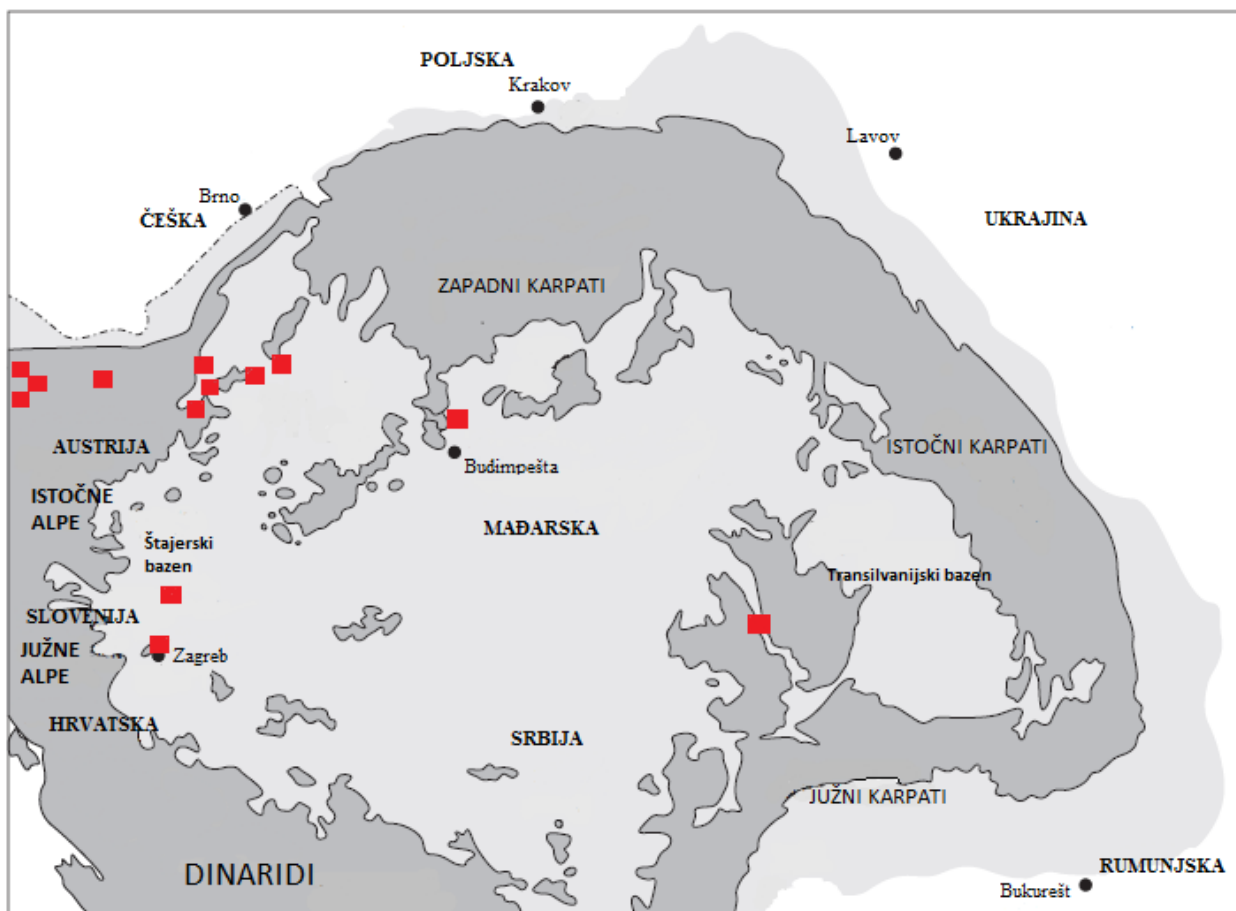 POLJSKA
Krakov
Lavov
Brno
ČEŠKA
UKRAJINA
ZAPADNI KARPATI
AUSTRIJA
Budimpešta
ISTOČNI KARPATI
ISTOČNE
ALPE
MAĐARSKA
Štajerski
bazen
Transilvanijski bazen
SLOVENIJA
JUŽNE
ALPE
Zagreb
HRVATSKA
SRBIJA
JUŽNI KARPATI
DINARIDI
RUMUNJSKA
Bukurešt